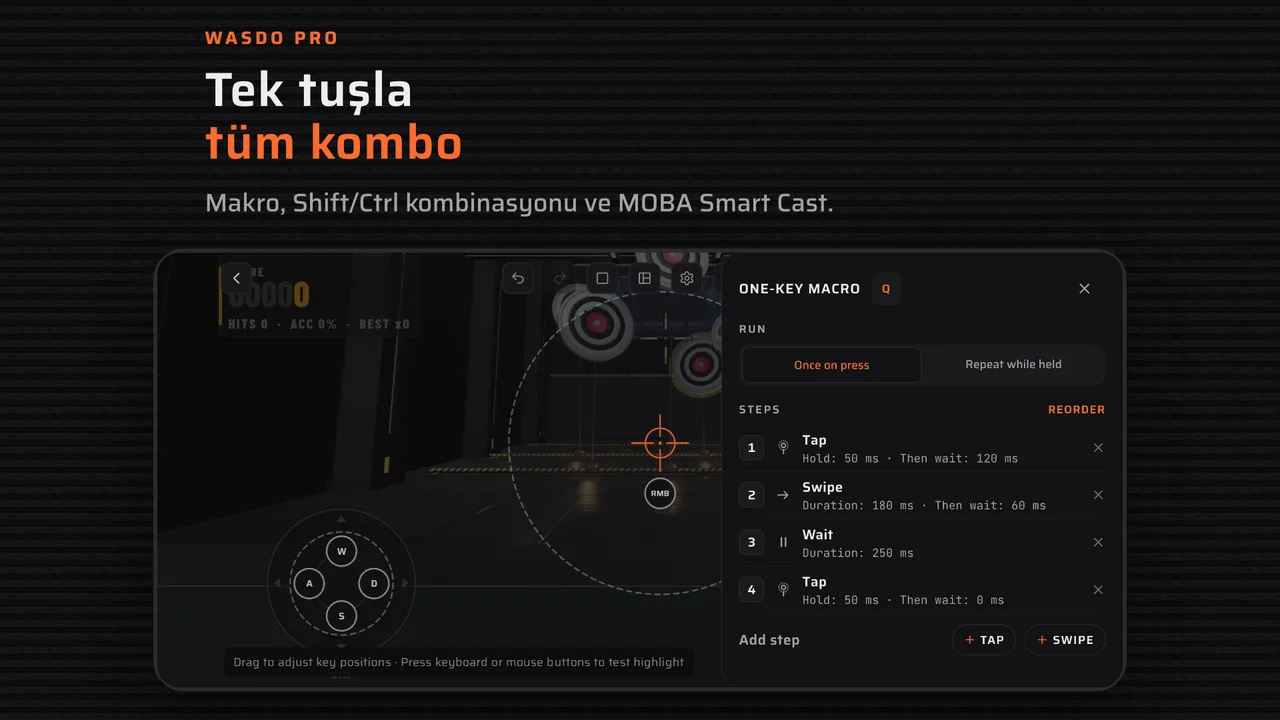 WASDO PRO
Tek tuşla
tüm kombo
Makro, Shift/Ctrl kombinasyonu ve MOBA Smart Cast.
HITS 0 · ACC 0% · BEST x0
W
A
D
S
RMB
Drag to adjust key positions · Press keyboard or mouse buttons to test highlight
ONE-KEY MACRO Q
RUN
Once on press Repeat while held
STEPS REORDER
1 Tap
Hold: 50 ms · Then wait: 120 ms
2 Swipe
Duration: 180 ms · Then wait: 60 ms
3 Wait
Duration: 250 ms
4 Tap
Hold: 50 ms · Then wait: 0 ms
Add step + TAP + SWIPE